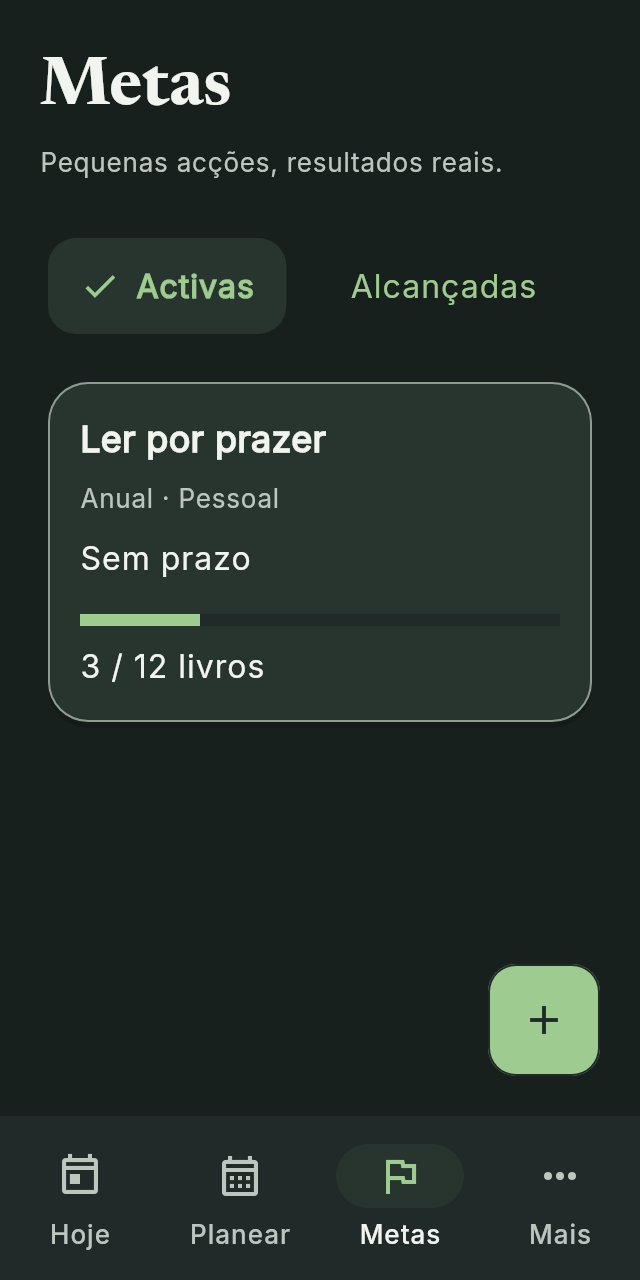 Metas
Pequenas acções, resultados reais.
Activas
Alcançadas
Ler por prazer
Anual · Pessoal
Sem prazo
3 / 12 livros
Hoje
Planear
Metas
Mais